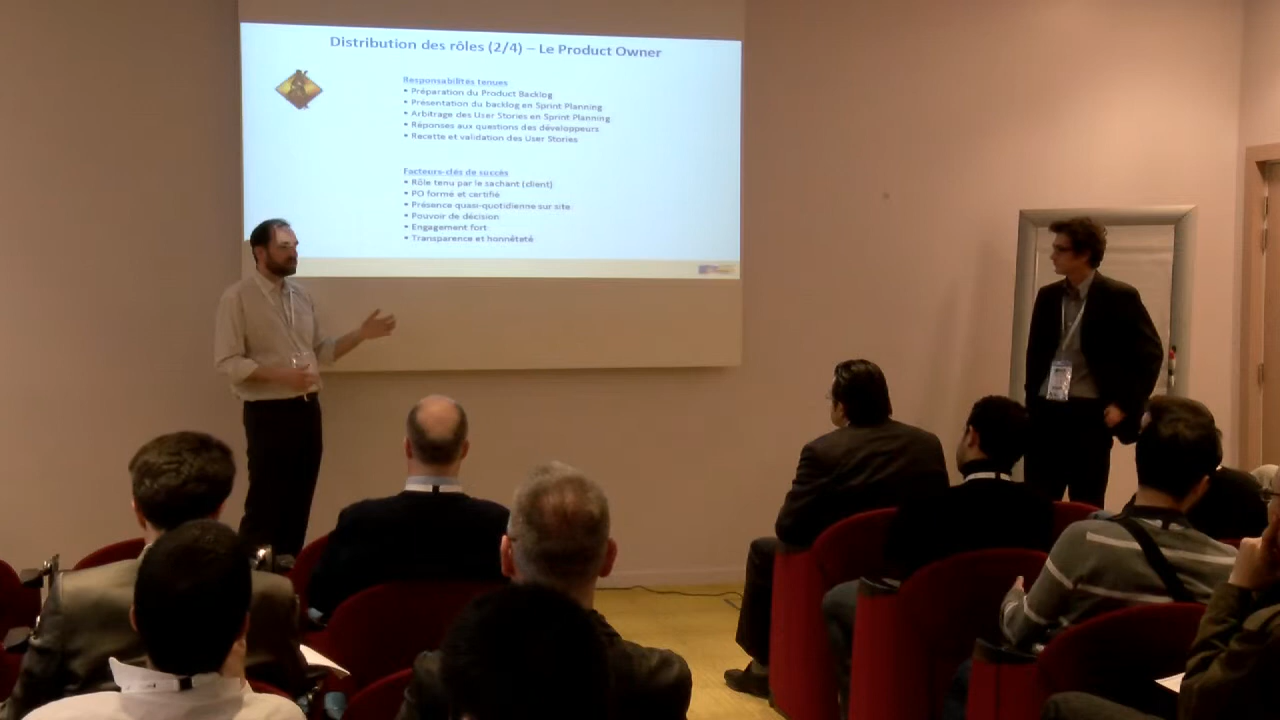 Distribution des rôles (2/4) – Le Product Owner
Responsabilités tenues
▪ Préparation du Product Backlog
▪ Présentation du backlog en Sprint Planning
▪ Arbitrage des User Stories en Sprint Planning
▪ Réponses aux questions des développeurs
▪ Recette et validation des User Stories
Facteurs-clés de succès
▪ Rôle tenu par le sachant (client)
▪ PO formé et certifié
▪ Présence quasi-quotidienne sur site
▪ Pouvoir de décision
▪ Engagement fort
▪ Transparence et honnêteté